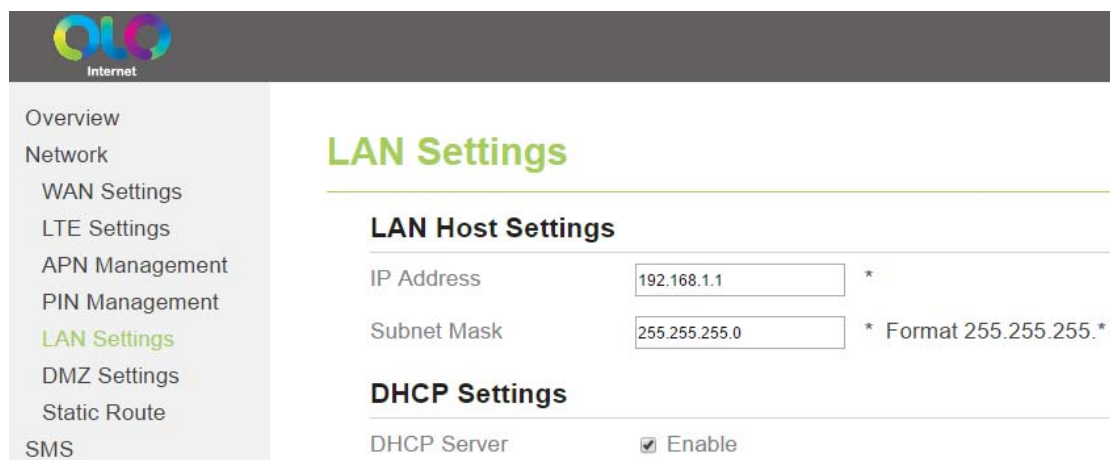 OLO
Internet
Overview
Network
WAN Settings
LTE Settings
APN Management
PIN Management
LAN Settings
DMZ Settings
Static Route
SMS
LAN Settings
LAN Host Settings
IP Address 192.168.1.1 *
Subnet Mask 255.255.255.0 * Format 255.255.255.*
DHCP Settings
DHCP Server Enable